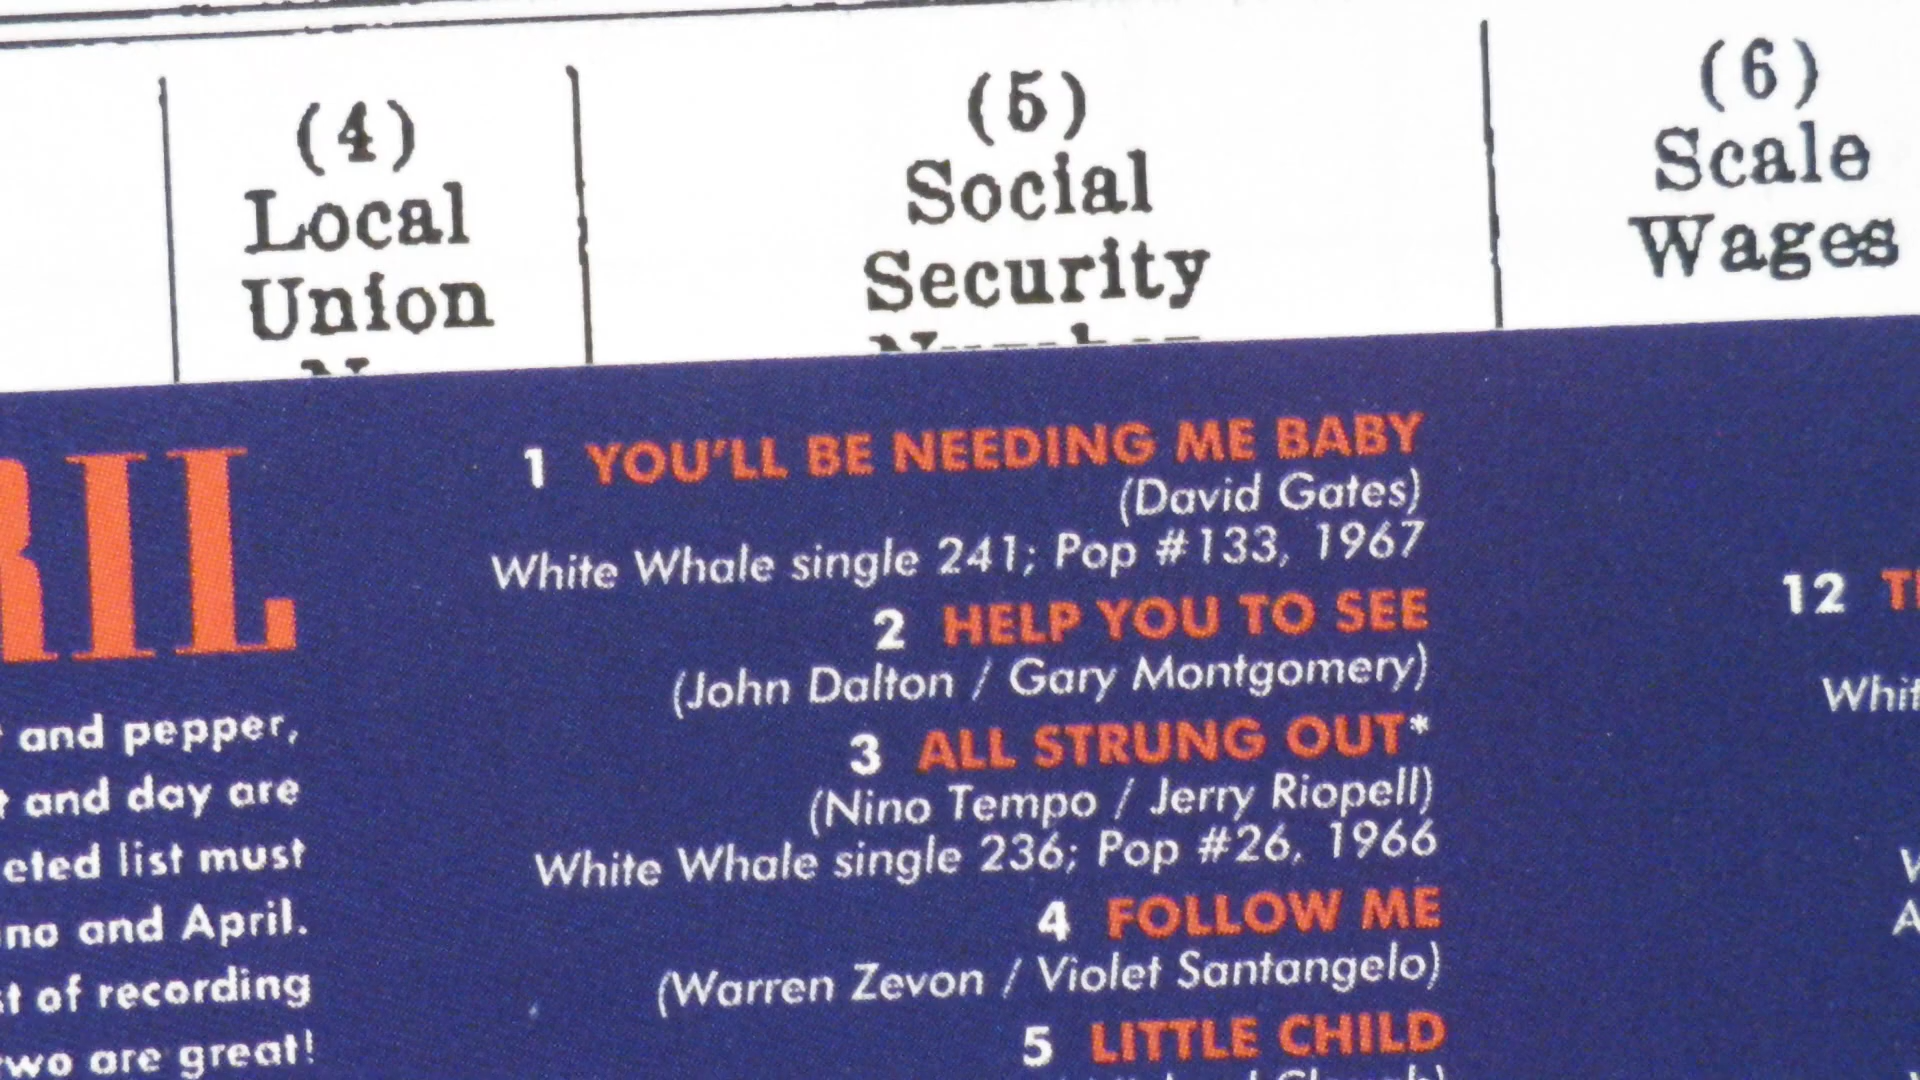 (4)
Local
Union
(5)
Social
Security
Number
(6)
Scale
Wages
RIL
and pepper,
and day are
eted list must
and April.
of recording
two are great!
1 YOU'LL BE NEEDING ME BABY
(David Gates)
White Whale single 241; Pop #133, 1967
2 HELP YOU TO SEE
(John Dalton / Gary Montgomery)
3 ALL STRUNG OUT*
(Nino Tempo / Jerry Riopell)
White Whale single 236; Pop #26, 1966
4 FOLLOW ME
(Warren Zevon / Violet Santangelo)
5 LITTLE CHILD
12